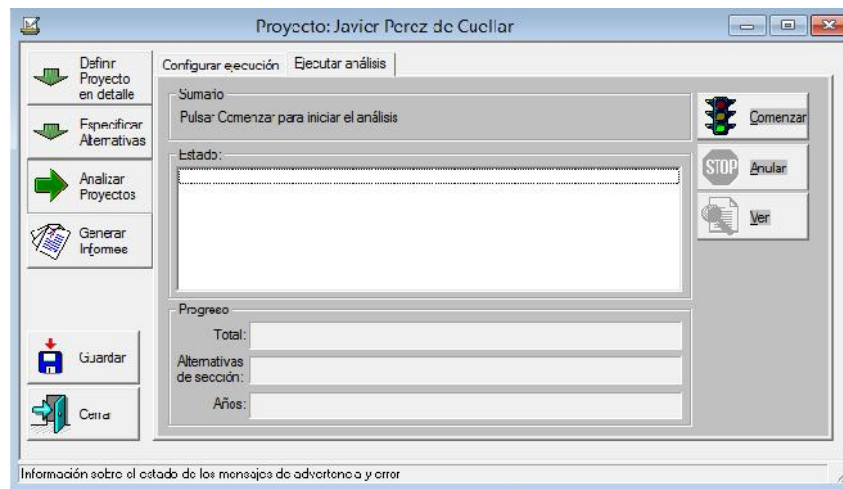 Proyecto: Javier Perez de Cuellar
Definir
Proyecto
en detalle
Especificar
Alternativas
Analizar
Proyectos
Generar
Informes
Guardar
Cerrar
Configurar ejecución
Ejecutar análisis
Sumario
Pulsar Comenzar para iniciar el análisis
Estado:
Progreso
Total:
Alternativas
de sección:
Años:
Comenzar
STOP
Anular
Ver
Información sobre el estado de los mensajes de advertencia y error